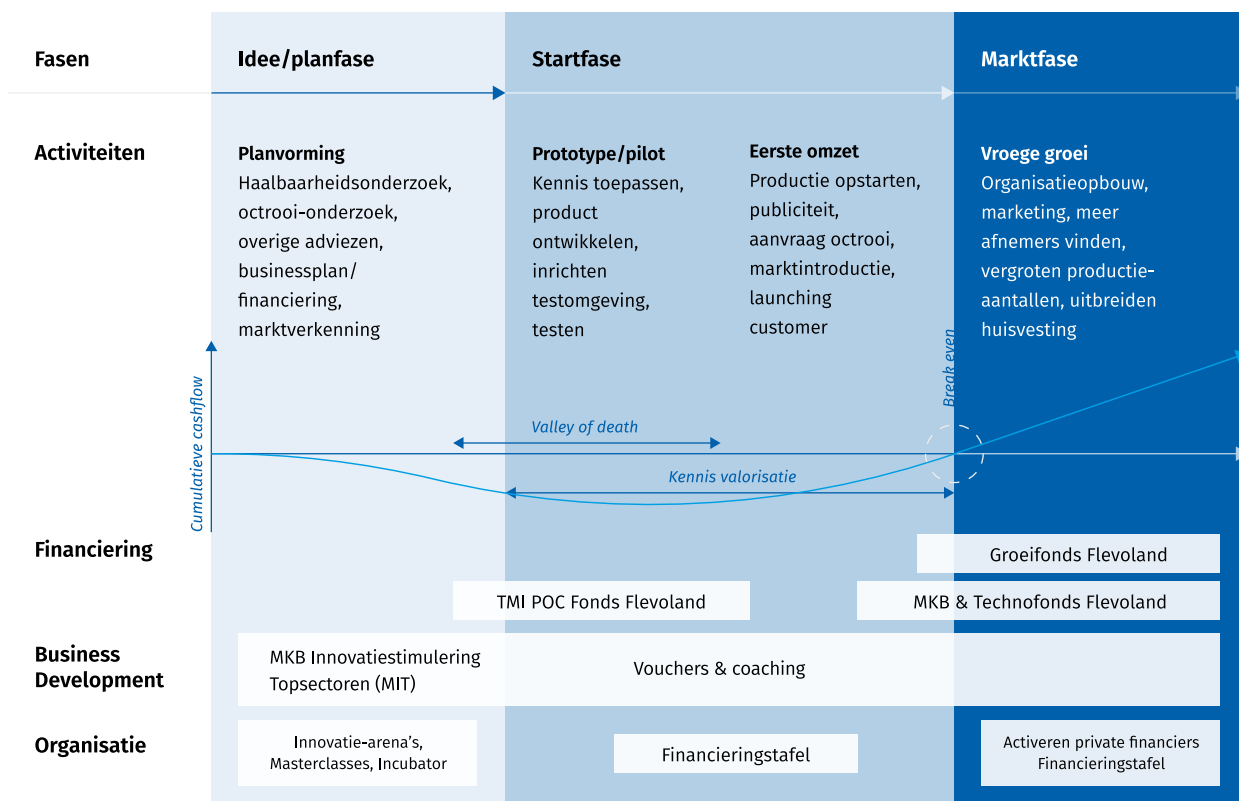 Fasen
Idee/planfase
Startfase
Marktfase
Activiteiten
Planvorming
Haalbaarheidsonderzoek,
octrooi-onderzoek,
overige adviezen,
businessplan/
financiering,
marktverkenning
Prototype/pilot
Kennis toepassen,
product
ontwikkelen,
inrichten
testomgeving,
testen
Eerste omzet
Productie opstarten,
publiciteit,
aanvraag octrooi,
marktintroductie,
launching
customer
Vroege groei
Organisatieopbouw,
marketing, meer
afnemers vinden,
vergroten productie-
aantallen, uitbreiden
huisvesting
Cumulatieve cashflow
Valley of death
Kennis valorisatie
Break even
Financiering
Groeifonds Flevoland
TMI POC Fonds Flevoland
MKB & Technofonds Flevoland
Business
Development
MKB Innovatiestimulering
Topsectoren (MIT)
Vouchers & coaching
Organisatie
Innovatie-arena's,
Masterclasses, Incubator
Financieringstafel
Activeren private financiers
Financieringstafel